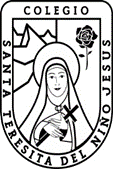 COLEGIO
SANTA TERESITA DEL NIÑO JESUS